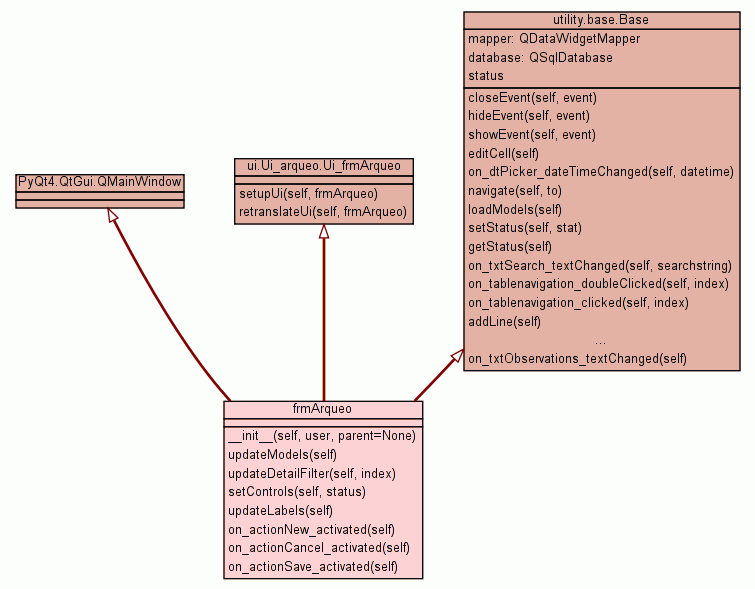 utility.base.Base
mapper: QDataWidgetMapper
database: QSqlDatabase
status
closeEvent(self, event)
hideEvent(self, event)
showEvent(self, event)
editCell(self)
on_dtPicker_dateTimeChanged(self, datetime)
navigate(self, to)
loadModels(self)
setStatus(self, stat)
getStatus(self)
on_txtSearch_textChanged(self, searchstring)
on_tablenavigation_doubleClicked(self, index)
on_tablenavigation_clicked(self, index)
addLine(self)
...
on_txtObservations_textChanged(self)
ui.Ui_arqueo.Ui_frmArqueo
setupUi(self, frmArqueo)
retranslateUi(self, frmArqueo)
PyQt4.QtGui.QMainWindow
frmArqueo
__init__(self, user, parent=None)
updateModels(self)
updateDetailFilter(self, index)
setControls(self, status)
updateLabels(self)
on_actionNew_activated(self)
on_actionCancel_activated(self)
on_actionSave_activated(self)